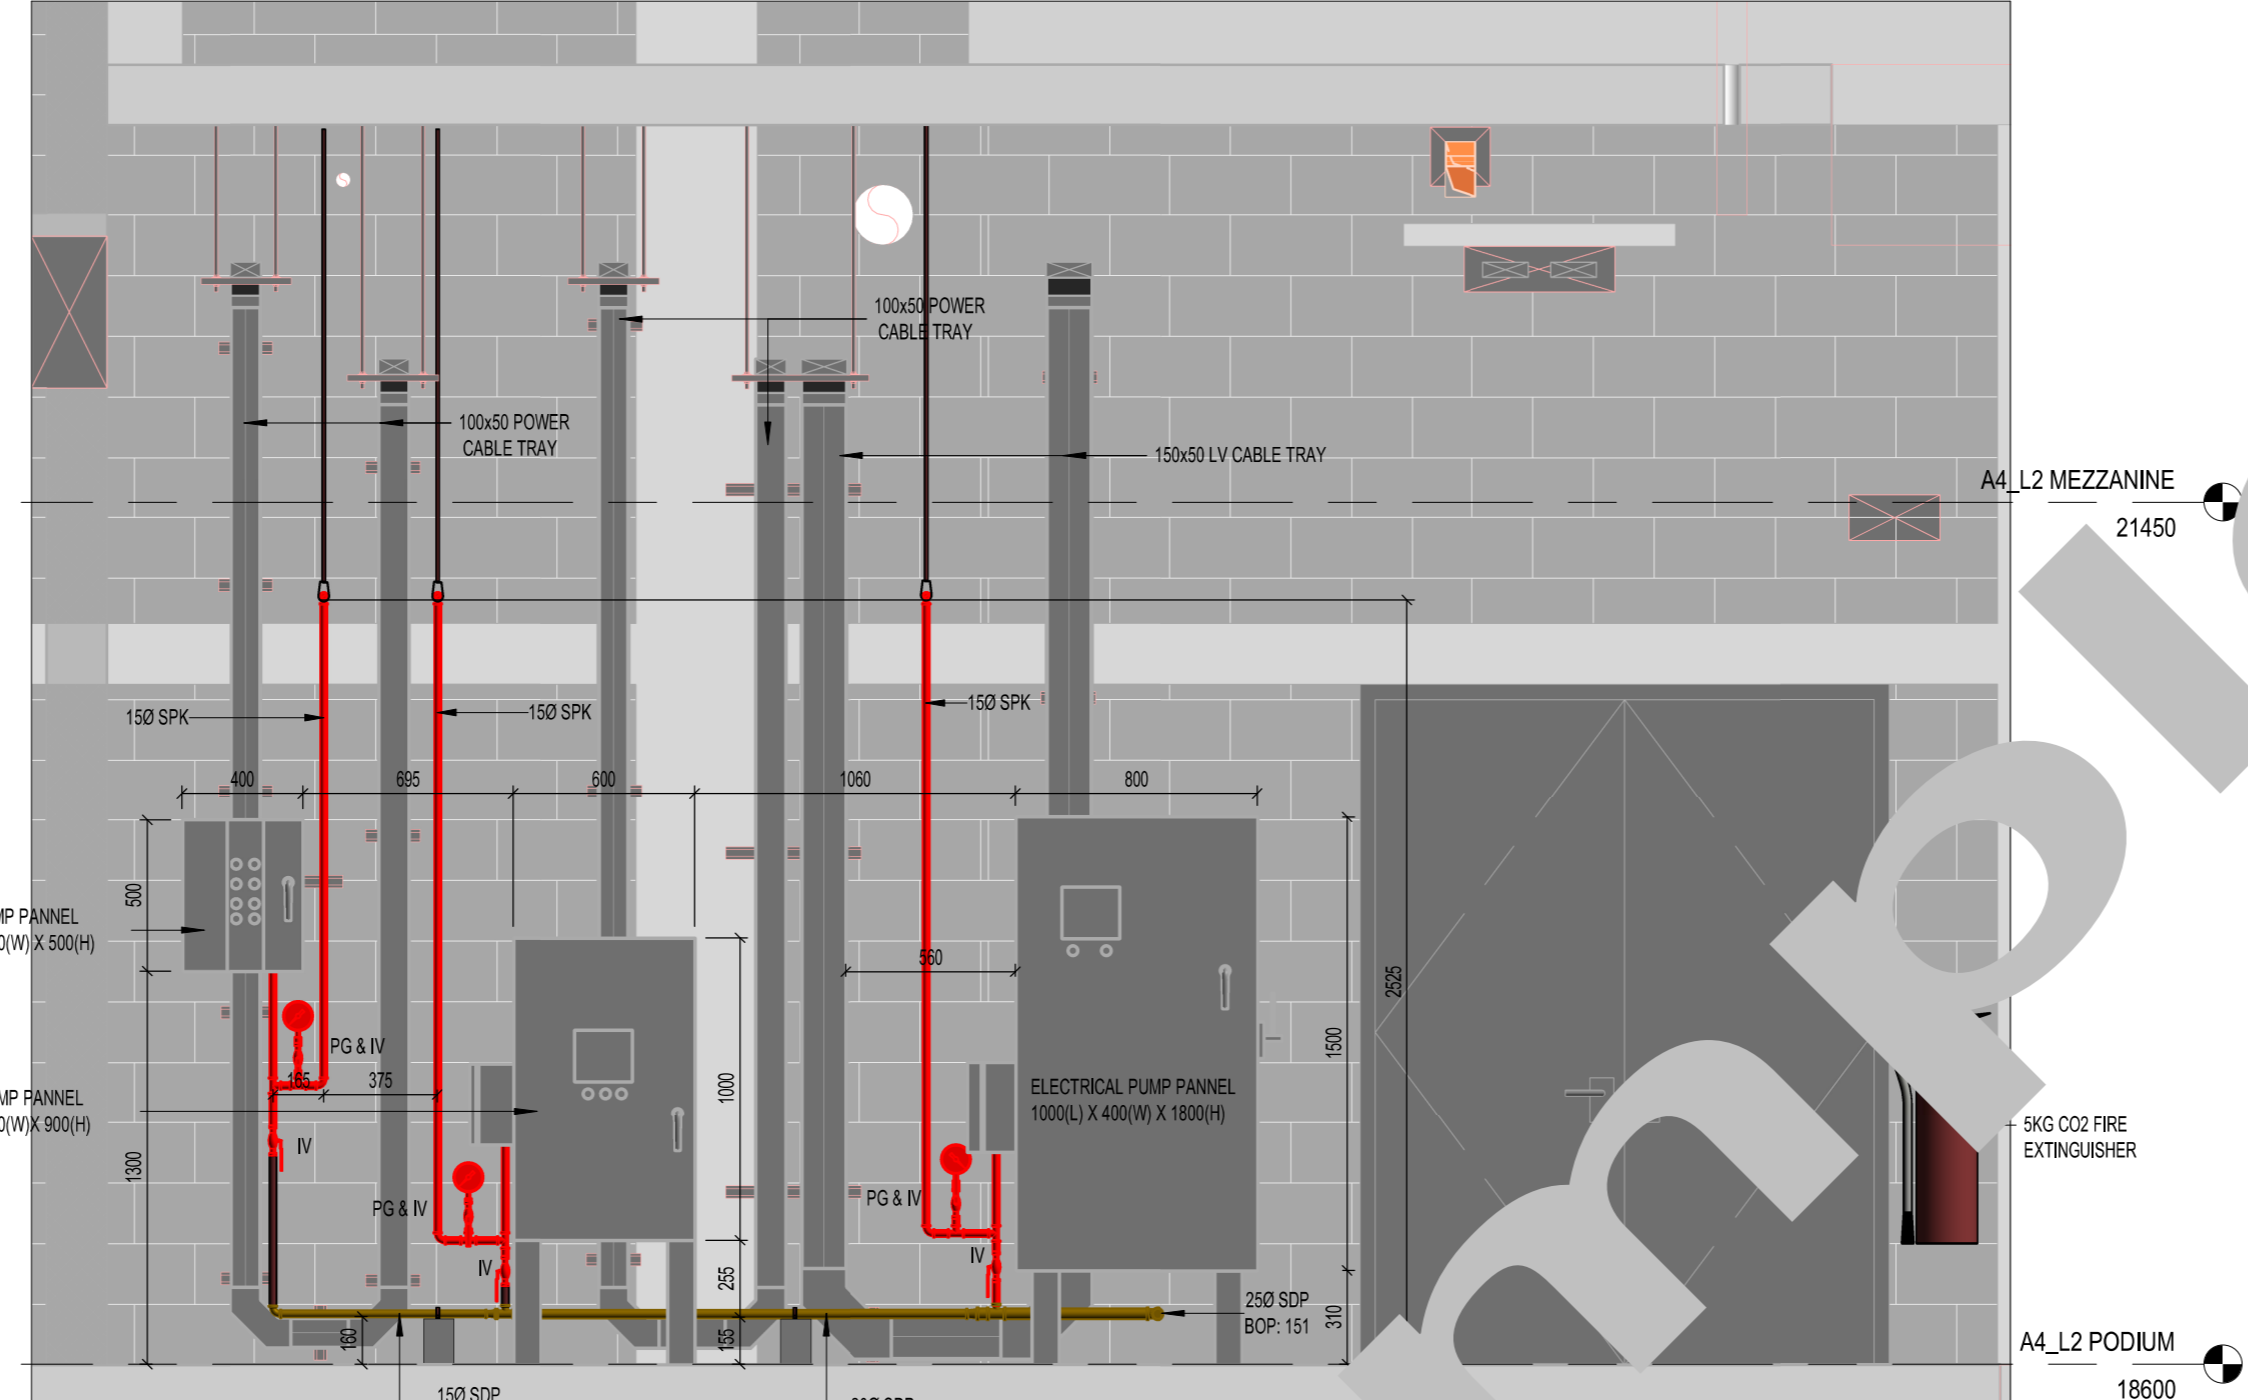 100x50 POWER
CABLE TRAY
100x50 POWER
CABLE TRAY
150x50 LV CABLE TRAY
A4_L2 MEZZANINE
21450
15Ø SPK
15Ø SPK
15Ø SPK
400
695
600
1060
800
500
MP PANNEL
0(W) X 500(H)
560
2525
1500
PG & IV
165
375
1000
MP PANNEL
0(W)X 900(H)
ELECTRICAL PUMP PANNEL
1000(L) X 400(W) X 1800(H)
5KG CO2 FIRE
EXTINGUISHER
IV
1300
PG & IV
PG & IV
IV
IV
255
25Ø SDP
BOP: 151
310
160
155
A4_L2 PODIUM
18600
15Ø SDP